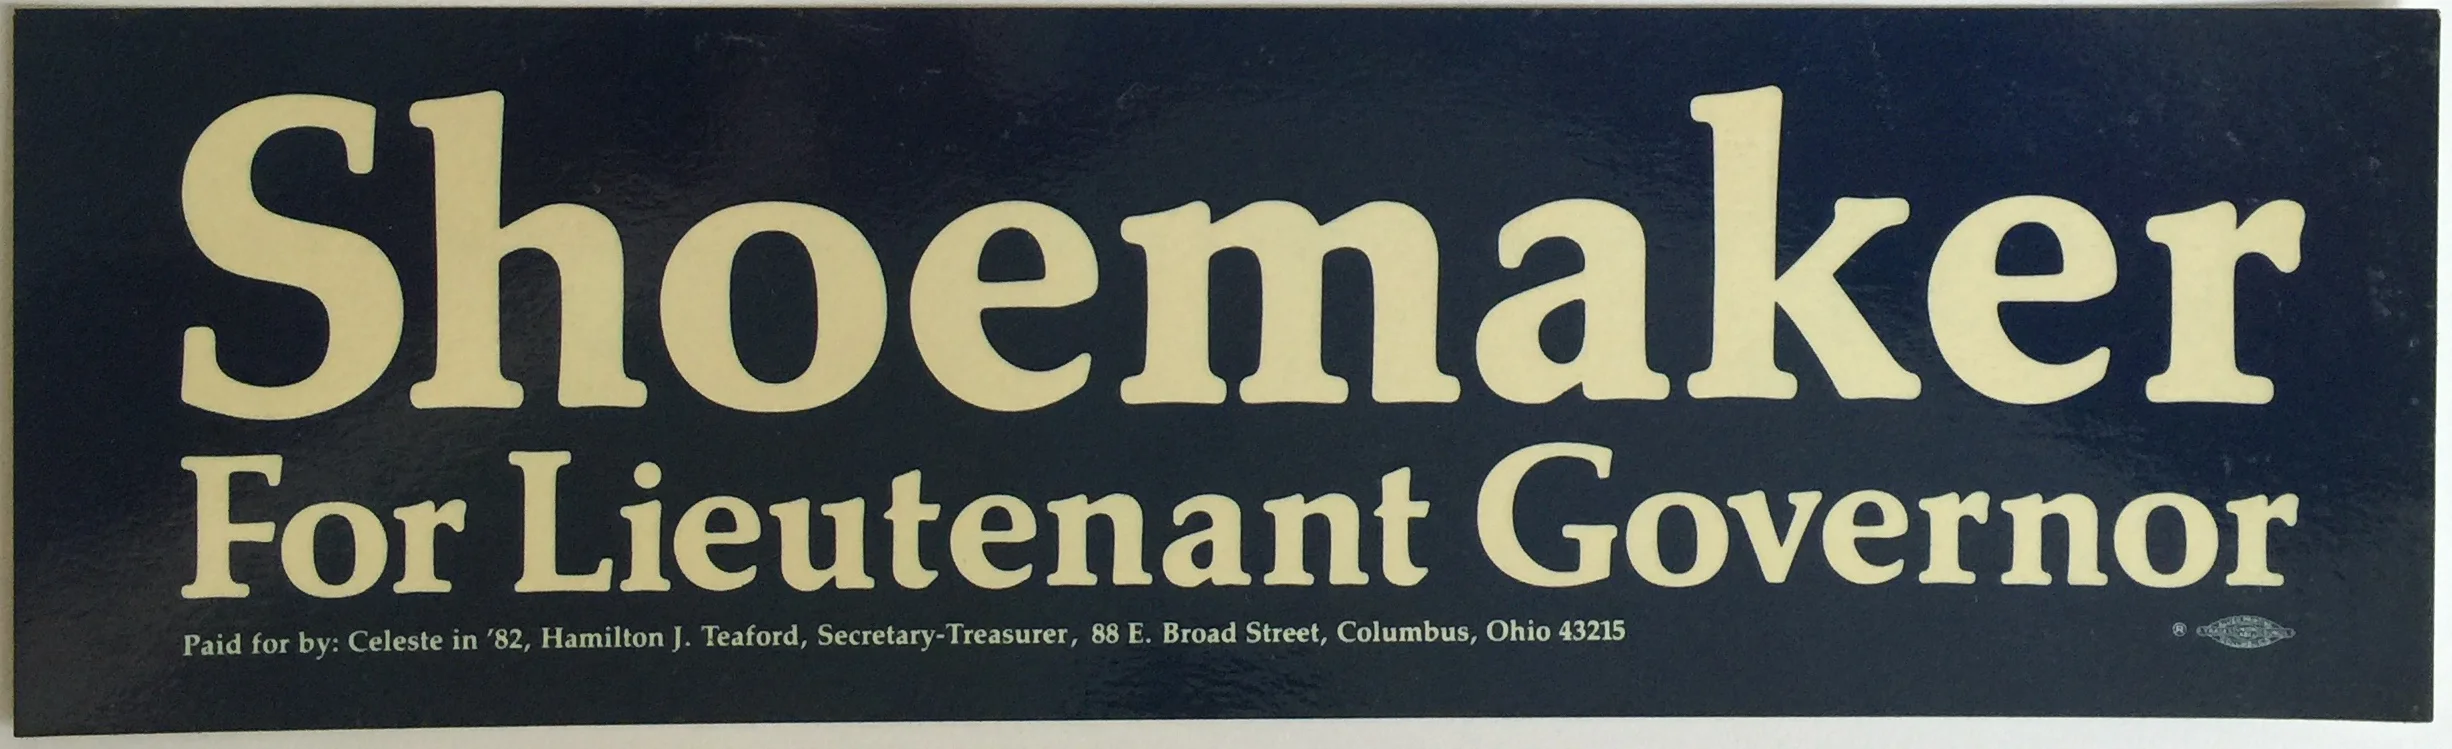 Shoemaker
For Lieutenant Governor
Paid for by: Celeste in '82, Hamilton J. Teaford, Secretary-Treasurer, 88 E. Broad Street, Columbus, Ohio 43215
®